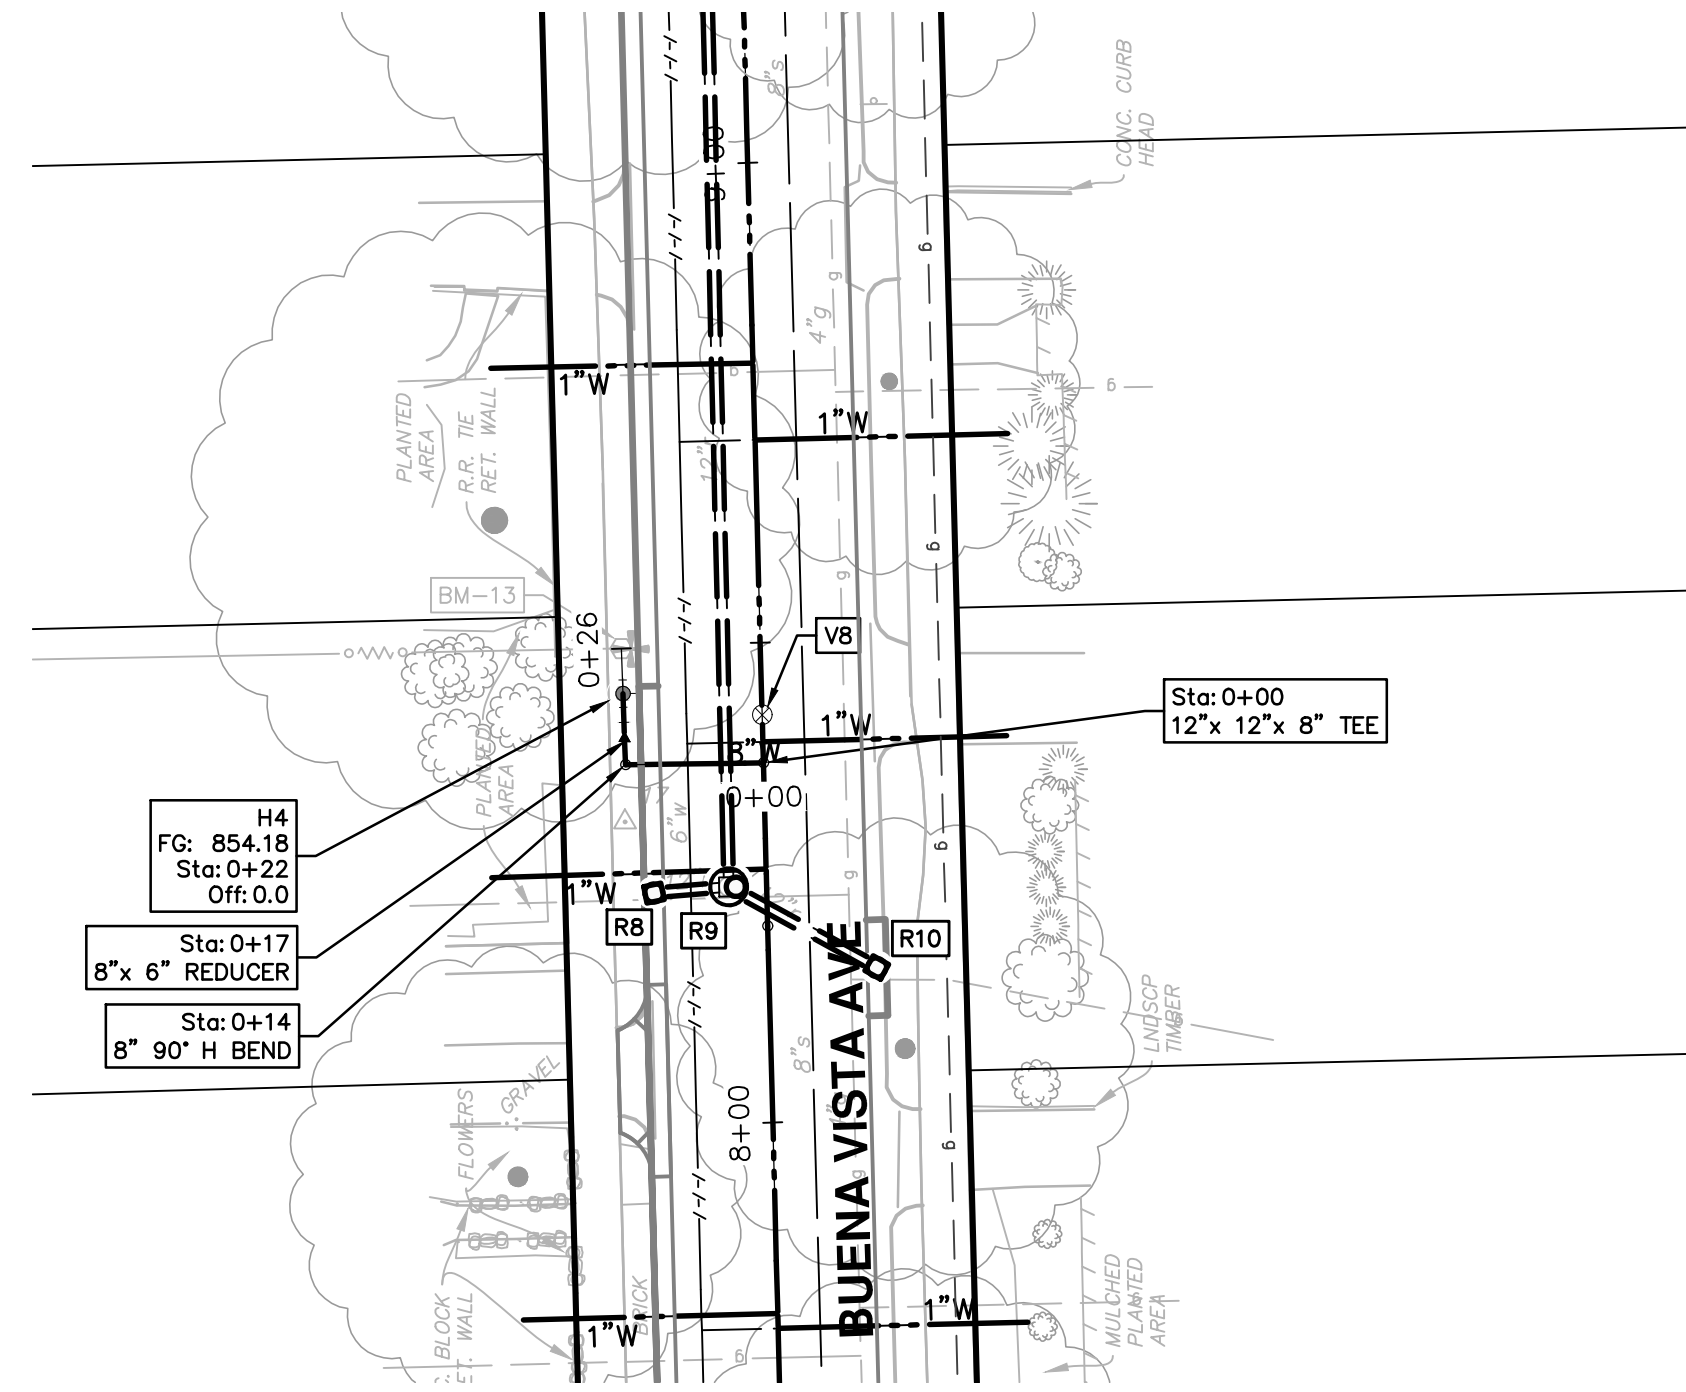 8"s
CONC. CURB
HEAD
9+00
g
g
4"g
1"W
g
g
1"W
PLANTED
AREA
R.R. TIE
RET. WALL
12"
g
g
BM-13
0+26
V8
Sta: 0+00
12"x 12"x 8" TEE
1"W
8"W
PLANTED
AREA
0+00
6"w
H4
FG: 854.18
Sta: 0+22
Off: 0.0
g
g
1"W
R8
R9
R10
Sta: 0+17
8"x 6" REDUCER
Sta: 0+14
8" 90° H BEND
LNDSCP
TIMBER
8"s
GRAVEL
FLOWERS
8+00
BUENA VISTA AVE
g
g
BLOCK
RET. WALL
BRICK
1"W
1"W
g
MULCHED
PLANTED
AREA